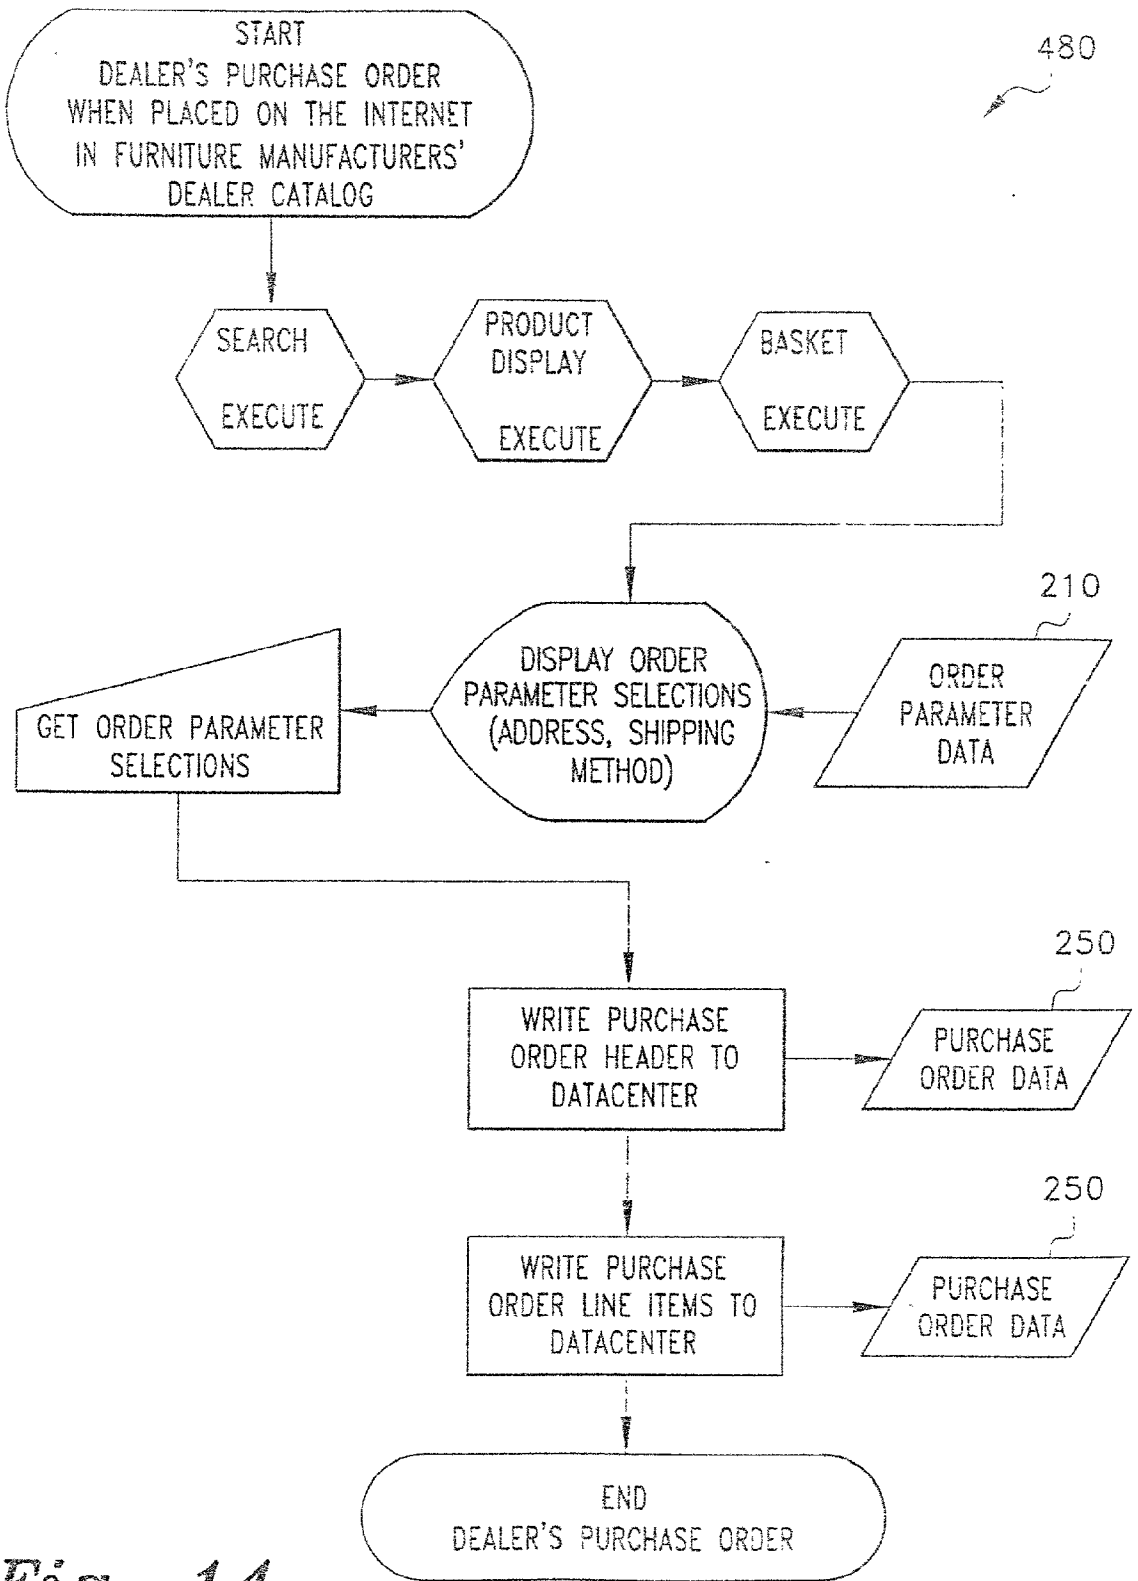 START
DEALER'S PURCHASE ORDER
WHEN PLACED ON THE INTERNET
IN FURNITURE MANUFACTURERS'
DEALER CATALOG
480
SEARCH
EXECUTE
PRODUCT
DISPLAY
EXECUTE
BASKET
EXECUTE
210
DISPLAY ORDER
PARAMETER SELECTIONS
(ADDRESS, SHIPPING
METHOD)
ORDER
PARAMETER
DATA
GET ORDER PARAMETER
SELECTIONS
250
WRITE PURCHASE
ORDER HEADER TO
DATACENTER
PURCHASE
ORDER DATA
250
WRITE PURCHASE
ORDER LINE ITEMS TO
DATACENTER
PURCHASE
ORDER DATA
END
DEALER'S PURCHASE ORDER
Fig. 14